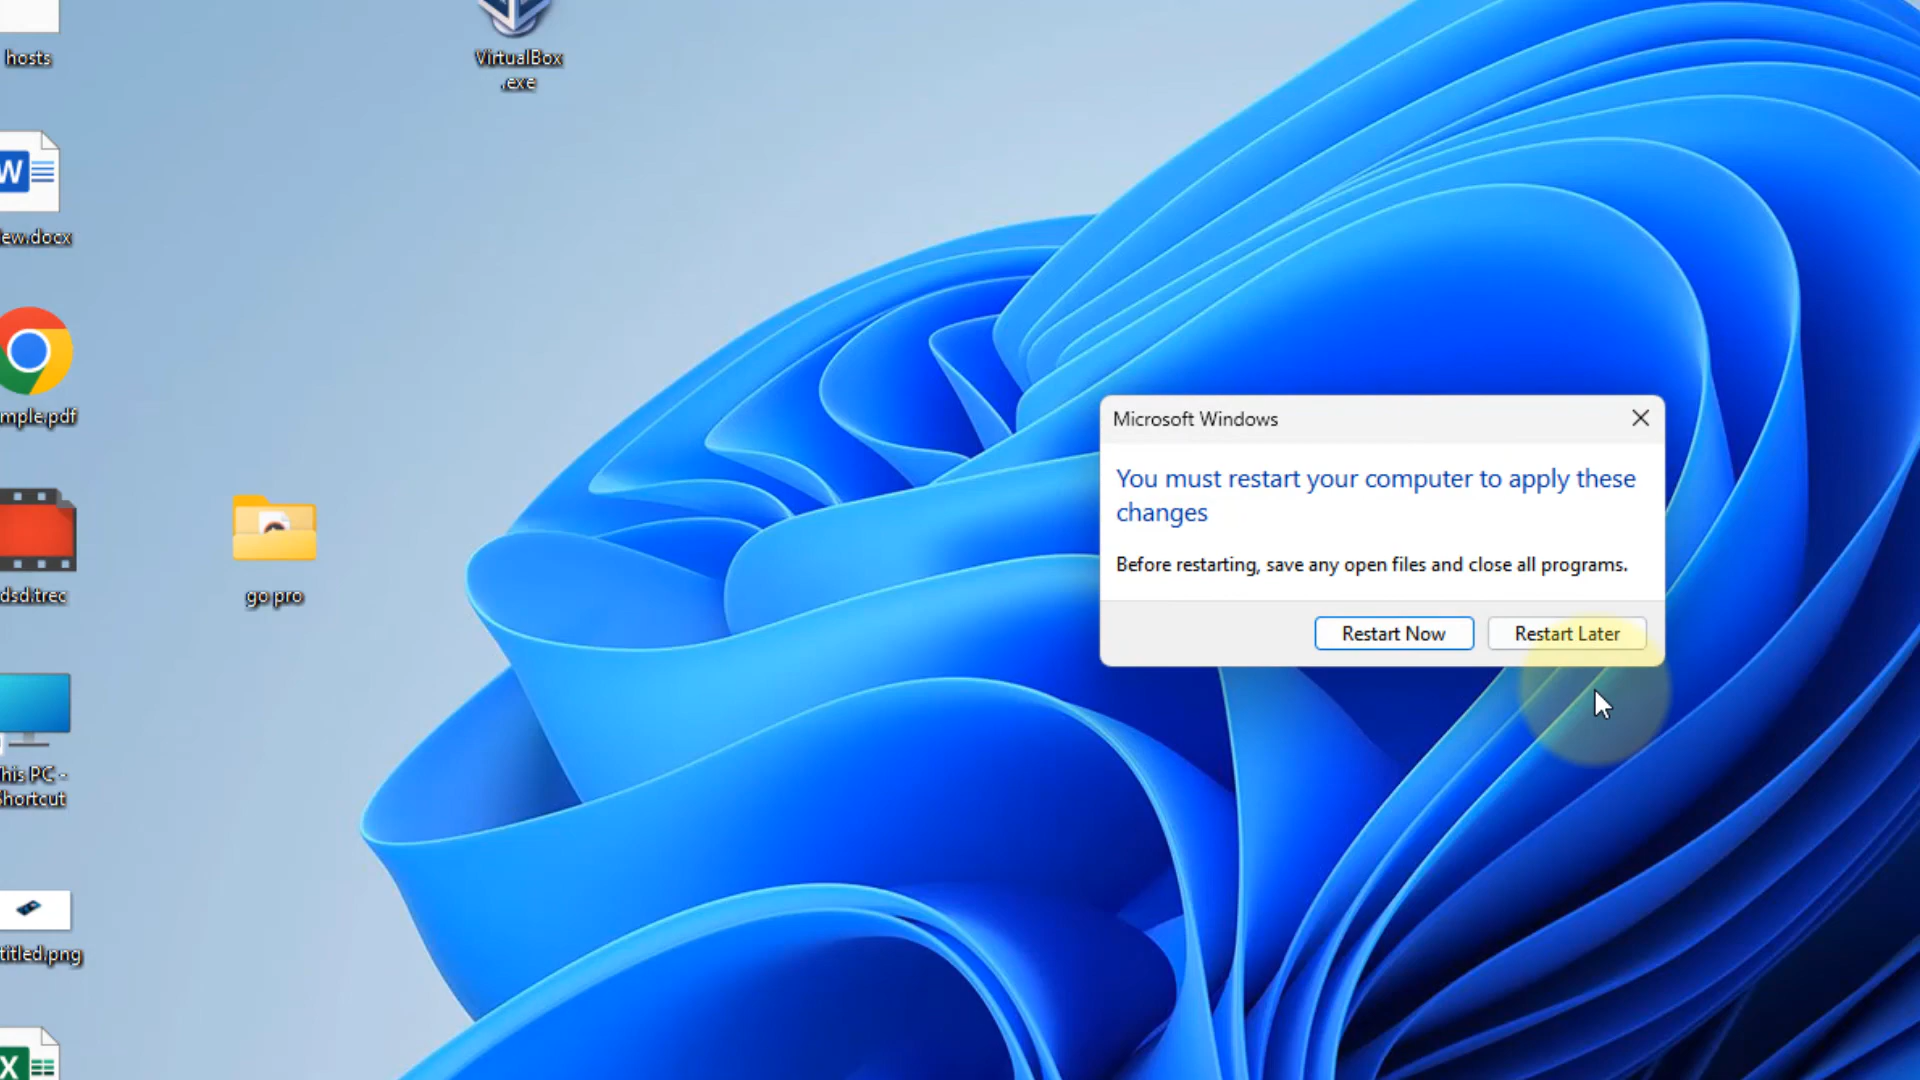 hosts
VirtualBox
.exe
W
ew.docx
mple.pdf
dsd.trec
go pro
his PC -
Shortcut
titled.png
X
Microsoft Windows
You must restart your computer to apply these
changes
Before restarting, save any open files and close all programs.
Restart Now
Restart Later